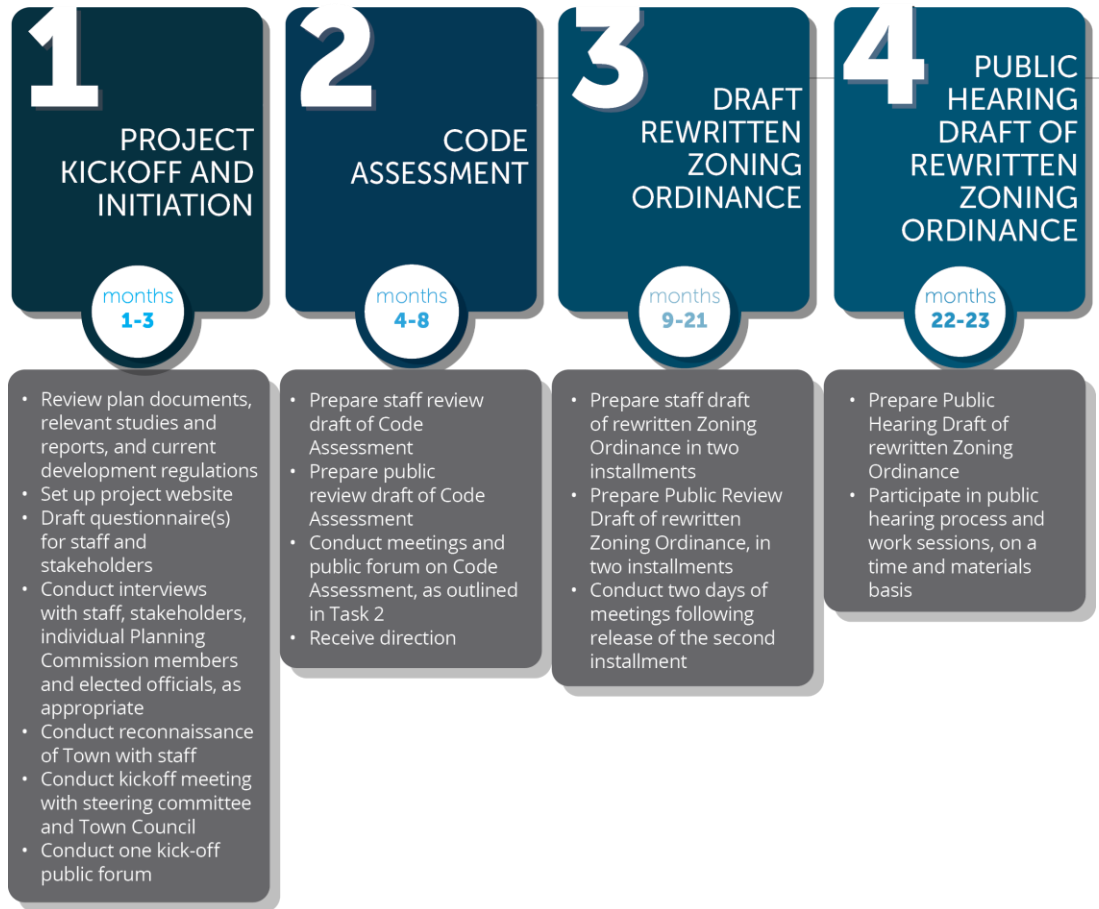 1
PROJECT
KICKOFF AND
INITIATION
months
1-3
• Review plan documents,
relevant studies and
reports, and current
development regulations
• Set up project website
• Draft questionnaire(s)
for staff and
stakeholders
• Conduct interviews
with staff, stakeholders,
individual Planning
Commission members
and elected officials, as
appropriate
• Conduct reconnaissance
of Town with staff
• Conduct kickoff meeting
with steering committee
and Town Council
• Conduct one kick-off
public forum
2
CODE
ASSESSMENT
months
4-8
• Prepare staff review
draft of Code
Assessment
• Prepare public
review draft of Code
Assessment
• Conduct meetings and
public forum on Code
Assessment, as outlined
in Task 2
• Receive direction
3
DRAFT
REWRITTEN
ZONING
ORDINANCE
months
9-21
• Prepare staff draft
of rewritten Zoning
Ordinance in two
installments
• Prepare Public Review
Draft of rewritten
Zoning Ordinance, in
two installments
• Conduct two days of
meetings following
release of the second
installment
4
PUBLIC
HEARING
DRAFT OF
REWRITTEN
ZONING
ORDINANCE
months
22-23
• Prepare Public
Hearing Draft of
rewritten Zoning
Ordinance
• Participate in public
hearing process and
work sessions, on a
time and materials
basis